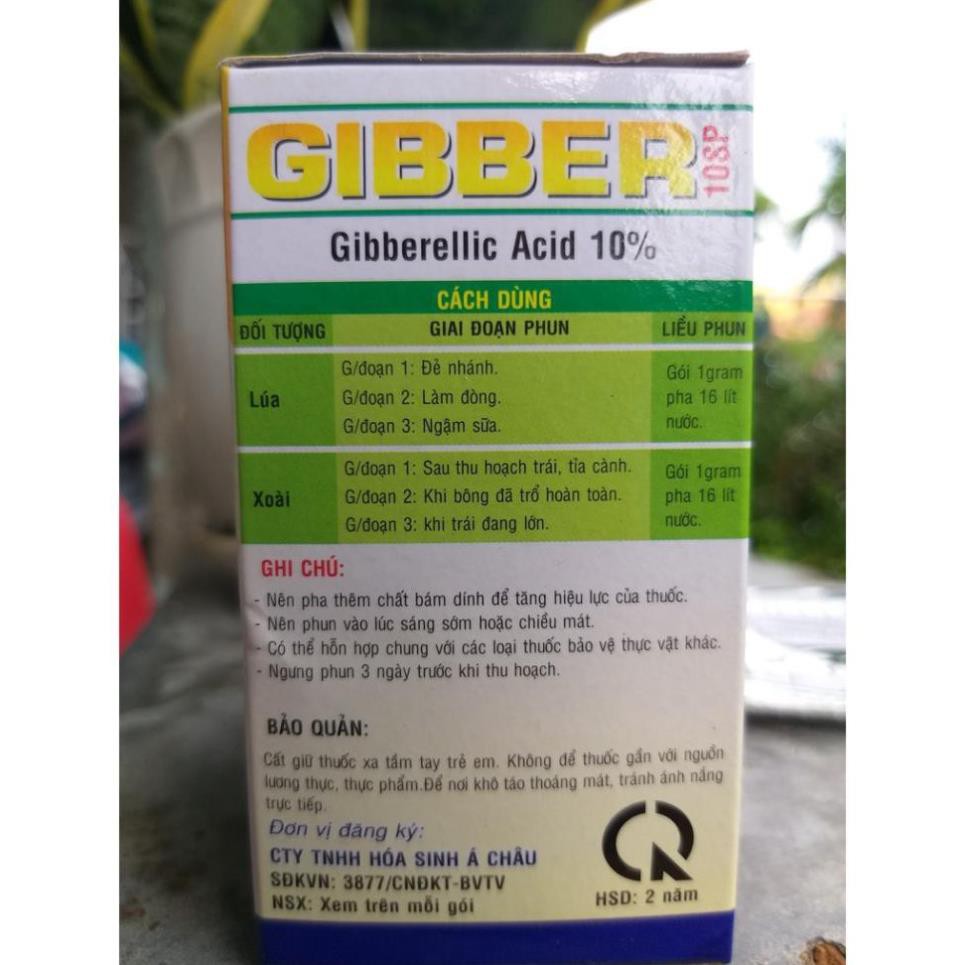 GIBBER 10SP
Gibberellic Acid 10%
CÁCH DÙNG
ĐỐI TƯỢNG GIAI ĐOẠN PHUN LIỀU PHUN
Lúa
G/đoạn 1: Đẻ nhánh.
G/đoạn 2: Làm đòng.
G/đoạn 3: Ngậm sữa.
Gói 1gram
pha 16 lít
nước.
Xoài
G/đoạn 1: Sau thu hoạch trái, tỉa cành.
G/đoạn 2: Khi bông đã trổ hoàn toàn.
G/đoạn 3: khi trái đang lớn.
Gói 1gram
pha 16 lít
nước.
GHI CHÚ:
- Nên pha thêm chất bám dính để tăng hiệu lực của thuốc.
- Nên phun vào lúc sáng sớm hoặc chiều mát.
- Có thể hỗn hợp chung với các loại thuốc bảo vệ thực vật khác.
- Ngưng phun 3 ngày trước khi thu hoạch.
BẢO QUẢN:
Cất giữ thuốc xa tầm tay trẻ em. Không để thuốc gần với nguồn
lương thực, thực phẩm.Để nơi khô táo thoáng mát, tránh ánh nắng
trực tiếp.
Đơn vị đăng ký:
CTY TNHH HÓA SINH Á CHÂU
SĐKVN: 3877/CNĐKT-BVTV
NSX: Xem trên mỗi gói
HSD: 2 năm